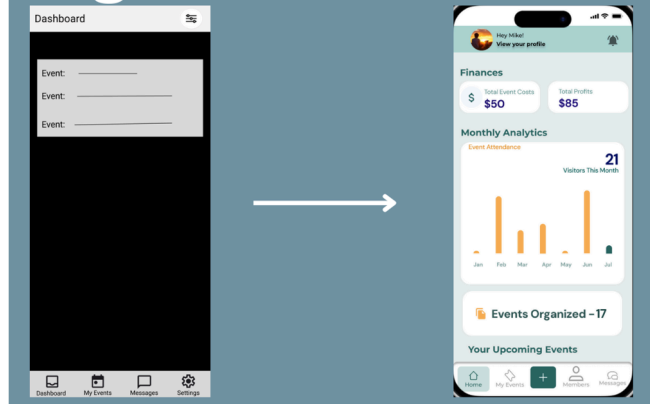 Dashboard
Event:
Event:
Event:
Dashboard
My Events
Messages
Settings
Hey Mike!
View your profile
Finances
Total Event Costs
$50
Total Profits
$85
Monthly Analytics
Event Attendance
21
Visitors This Month
Jan Feb Mar Apr May Jun Jul
Events Organized - 17
Your Upcoming Events
Home
My Events
Members
Messages